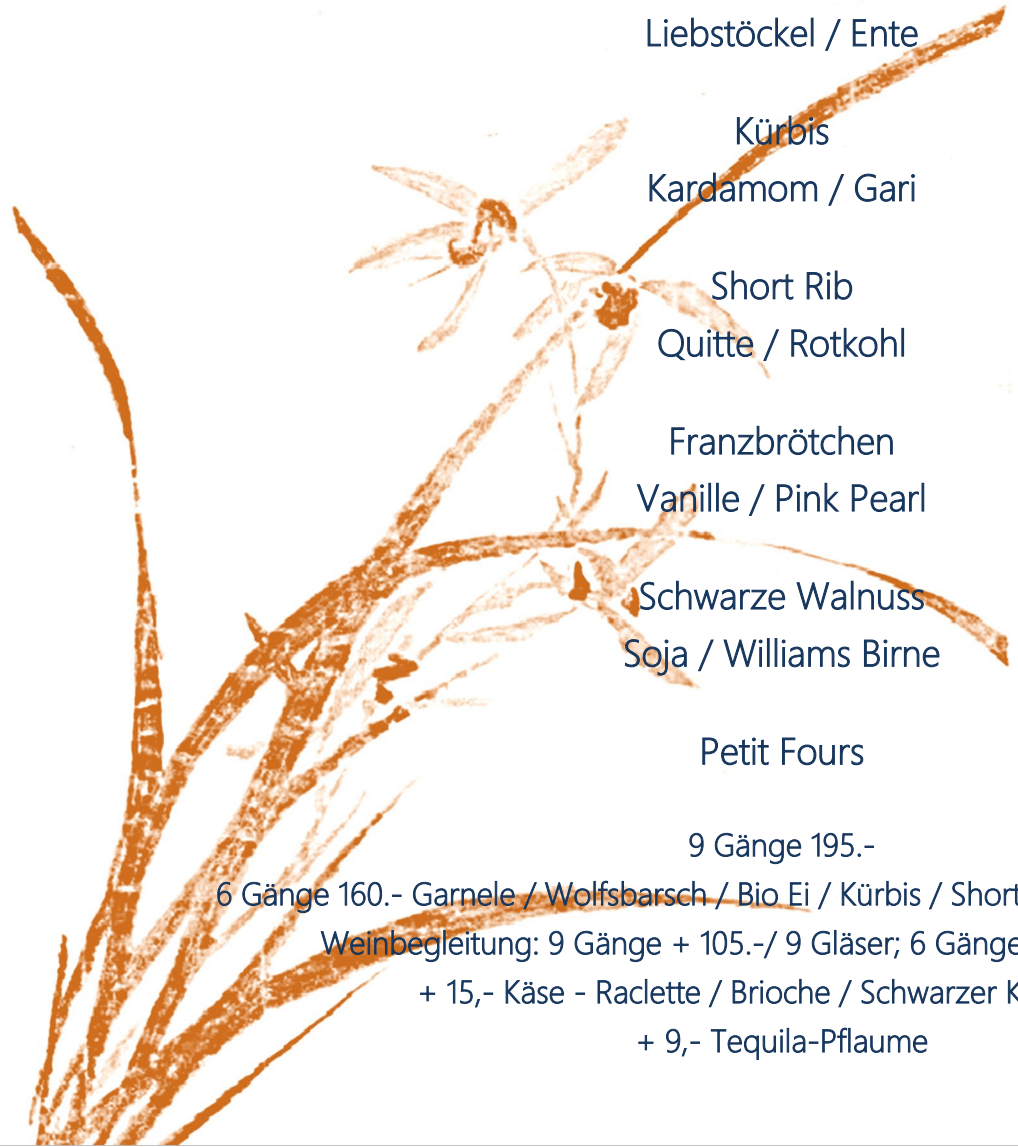 Liebstöckel / Ente
Kürbis
Kardamom / Gari
Short Rib
Quitte / Rotkohl
Franzbrötchen
Vanille / Pink Pearl
Schwarze Walnuss
Soja / Williams Birne
Petit Fours
9 Gänge 195.-
6 Gänge 160.- Garnele / Wolfsbarsch / Bio Ei / Kürbis / Short
Weinbegleitung: 9 Gänge + 105.-/ 9 Gläser; 6 Gänge
+ 15,- Käse - Raclette / Brioche / Schwarzer K
+ 9,- Tequila-Pflaume